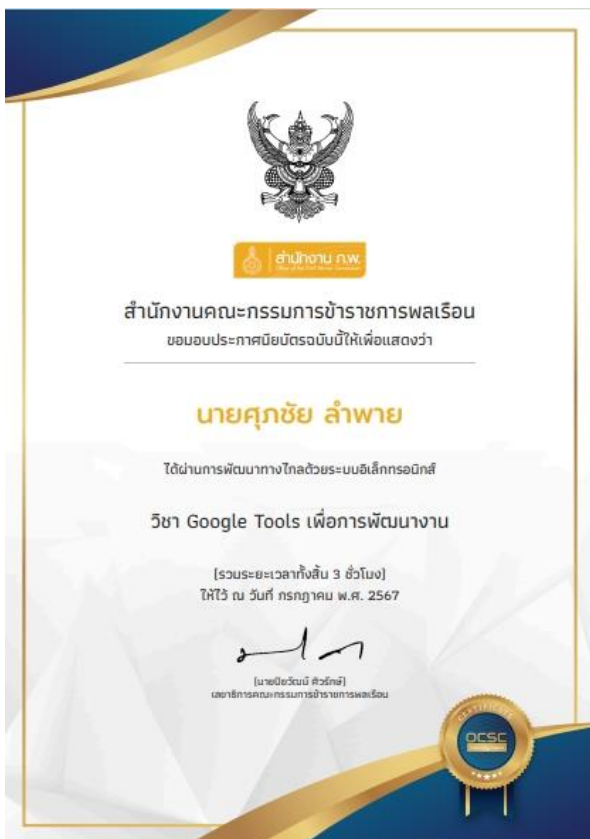 สำนักงาน ก.พ.
Office of the Civil Service Commission
สำนักงานคณะกรรมการข้าราชการพลเรือน
ขอมอบประกาศนียบัตรฉบับนี้ให้เพื่อแสดงว่า
นายศุภชัย ลำพาย
ได้ผ่านการพัฒนาทางไกลด้วยระบบอิเล็กทรอนิกส์
วิชา Google Tools เพื่อการพัฒนางาน
(รวมระยะเวลาทั้งสิ้น 3 ชั่วโมง)
ให้ไว้ ณ วันที่ กรกฎาคม พ.ศ. 2567
(นายปิยวัฒน์ ศิวรักษ์)
เลขาธิการคณะกรรมการข้าราชการพลเรือน
CERTIFICATE
OCSC